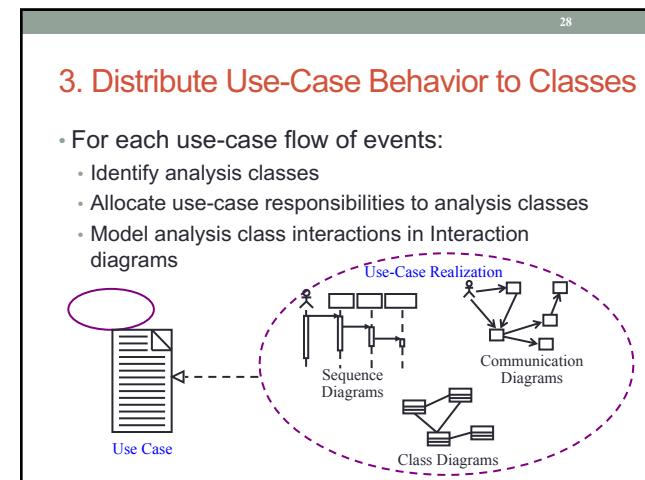 28
3. Distribute Use-Case Behavior to Classes
• For each use-case flow of events:
• Identify analysis classes
• Allocate use-case responsibilities to analysis classes
• Model analysis class interactions in Interaction
diagrams
Use-Case Realization
Sequence
Diagrams
Communication
Diagrams
Use Case
Class Diagrams